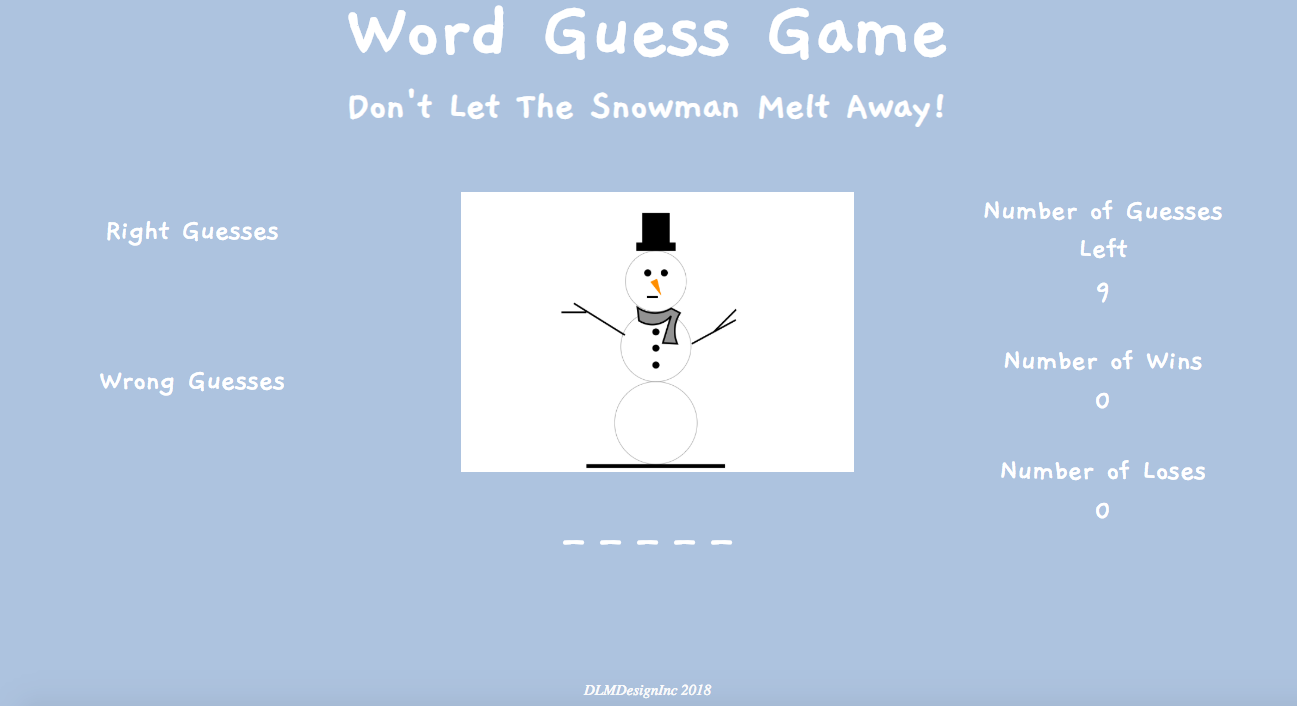 Word Guess Game
Don't Let The Snowman Melt Away!
Right Guesses
Wrong Guesses
Number of Guesses
Left
9
Number of Wins
0
Number of Loses
0
_ _ _ _ _
DLMDesignInc 2018